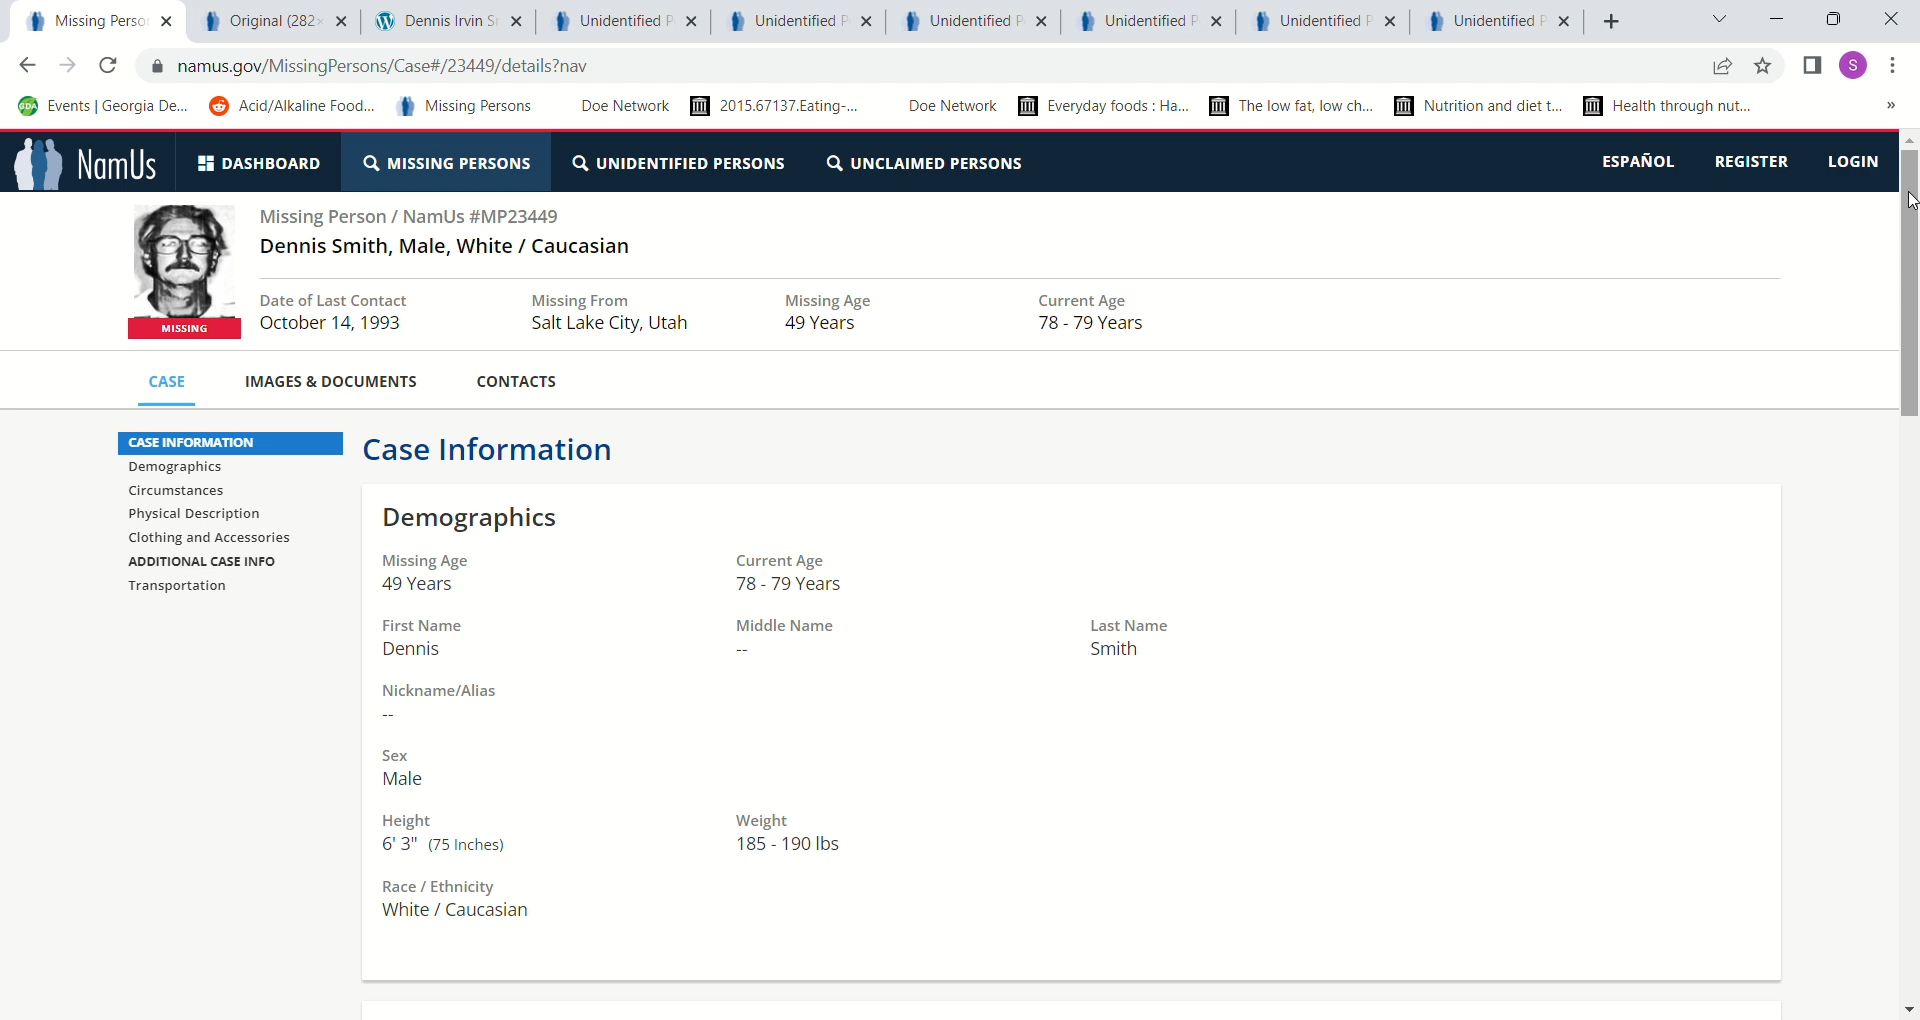 Missing Perso
Original (282×
Dennis Irvin S
Unidentified P
Unidentified P
Unidentified P
Unidentified P
Unidentified P
Unidentified P
namus.gov/MissingPersons/Case#/23449/details?nav
S
GDA
Events | Georgia De...
Acid/Alkaline Food...
Missing Persons
Doe Network
2015.67137.Eating-...
Doe Network
Everyday foods : Ha...
The low fat, low ch...
Nutrition and diet t...
Health through nut...
»
NamUs
DASHBOARD
MISSING PERSONS
UNIDENTIFIED PERSONS
UNCLAIMED PERSONS
ESPAÑOL
REGISTER
LOGIN
MISSING
Missing Person / NamUs #MP23449
Dennis Smith, Male, White / Caucasian
Date of Last Contact
October 14, 1993
Missing From
Salt Lake City, Utah
Missing Age
49 Years
Current Age
78 - 79 Years
CASE
IMAGES & DOCUMENTS
CONTACTS
CASE INFORMATION
Demographics
Circumstances
Physical Description
Clothing and Accessories
ADDITIONAL CASE INFO
Transportation
Case Information
Demographics
Missing Age
49 Years
Current Age
78 - 79 Years
First Name
Dennis
Middle Name
--
Last Name
Smith
Nickname/Alias
--
Sex
Male
Height
6' 3" (75 Inches)
Weight
185 - 190 lbs
Race / Ethnicity
White / Caucasian